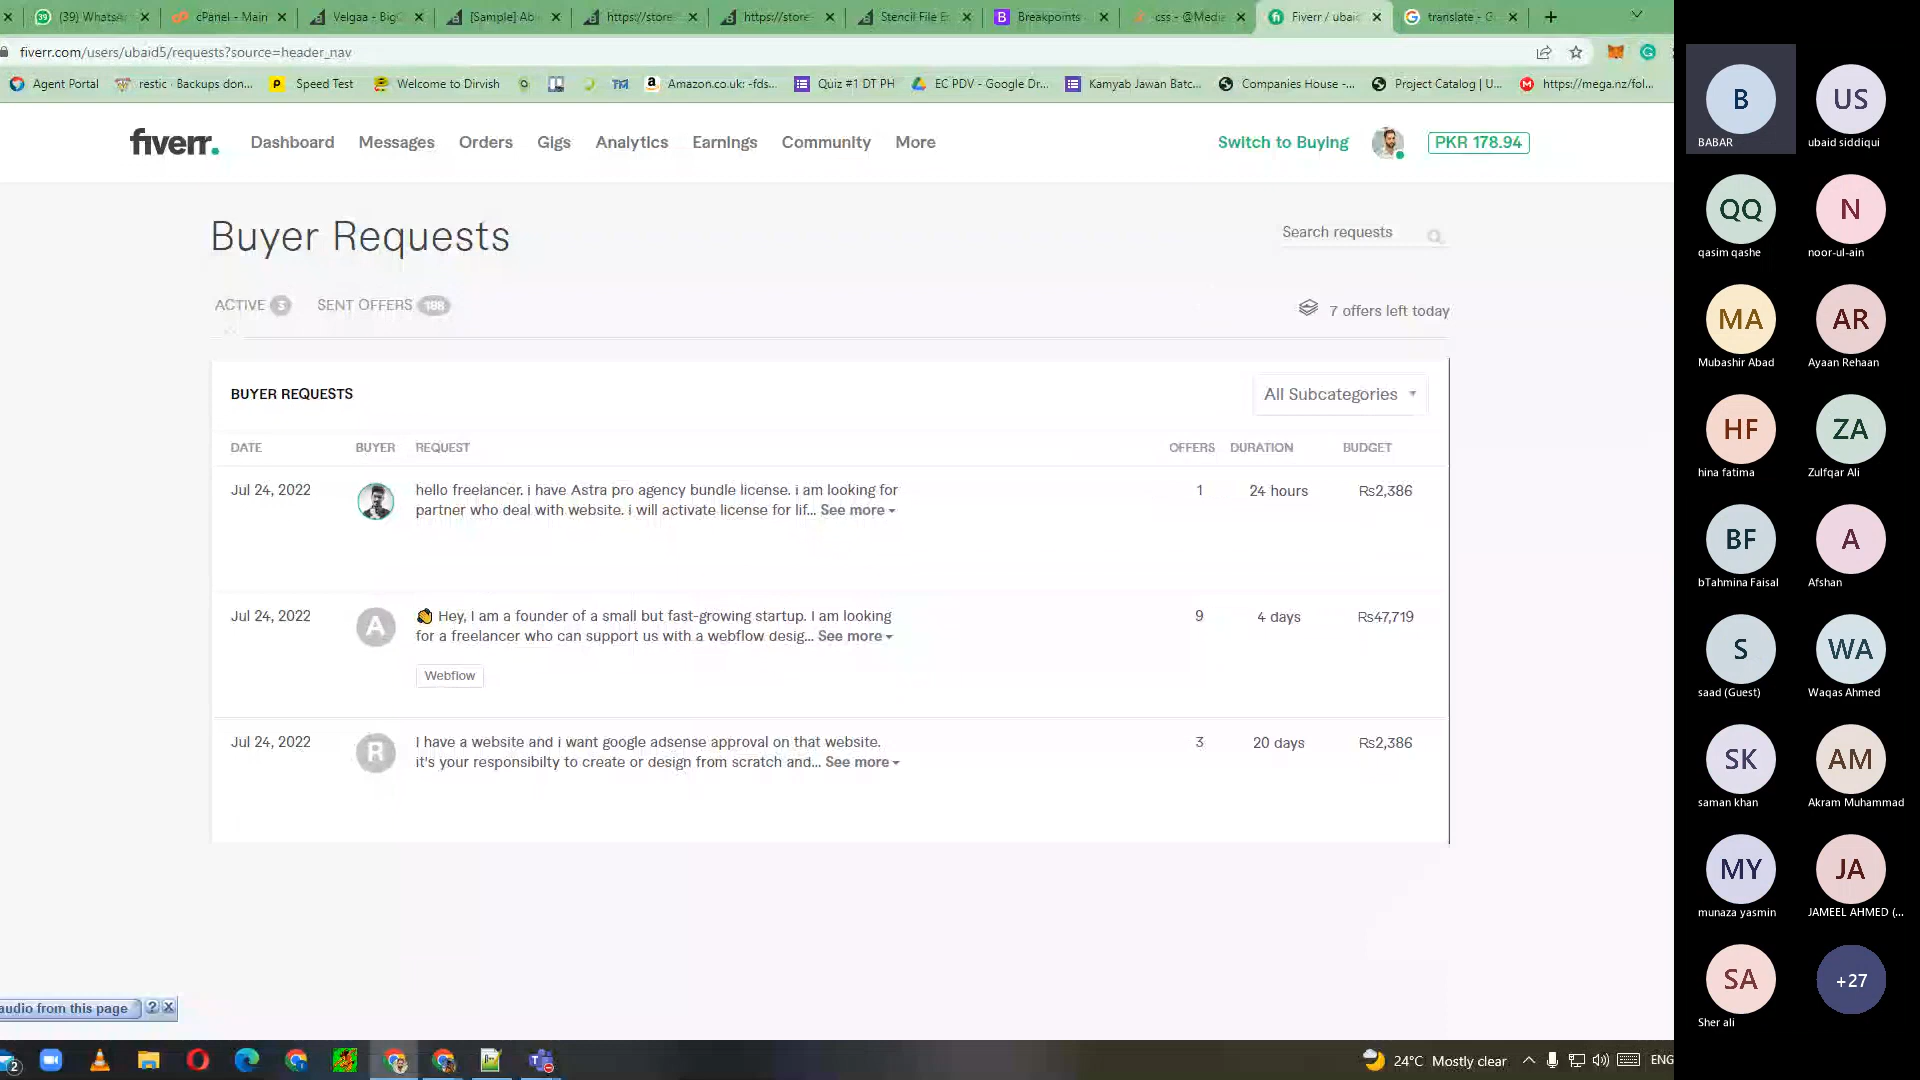 (39) WhatsA
cPanel - Main
Velgaa - BigC
[Sample] Ab
https://store
https://store
Stencil File E
Breakpoints
css - @Media
Fiverr / ubaid
translate - G
fiverr.com/users/ubaid5/requests?source=header_nav
Agent Portal
restic · Backups don...
Speed Test
Welcome to Dirvish
TM
Amazon.co.uk: -fds...
Quiz #1 DT PH
EC PDV - Google Dr...
Kamyab Jawan Batc...
Companies House -...
Project Catalog | U...
https://mega.nz/fol...
fiverr.
Dashboard
Messages
Orders
Gigs
Analytics
Earnings
Community
More
Switch to Buying
PKR 178.94
Buyer Requests
Search requests
ACTIVE 3
SENT OFFERS 188
7 offers left today
BUYER REQUESTS
All Subcategories
DATE BUYER REQUEST OFFERS DURATION BUDGET
Jul 24, 2022
hello freelancer. i have Astra pro agency bundle license. i am looking for
partner who deal with website. i will activate license for lif... See more
1
24 hours
Rs2,386
Jul 24, 2022
A
👏 Hey, I am a founder of a small but fast-growing startup. I am looking
for a freelancer who can support us with a webflow desig... See more
Webflow
9
4 days
Rs47,719
Jul 24, 2022
R
I have a website and i want google adsense approval on that website.
it's your responsibilty to create or design from scratch and... See more
3
20 days
Rs2,386
audio from this page
? X
2
24°C Mostly clear
ENG
B
BABAR
US
ubaid siddiqui
QQ
qasim qashe
N
noor-ul-ain
MA
Mubashir Abad
AR
Ayaan Rehaan
HF
hina fatima
ZA
Zulfqar Ali
BF
bTahmina Faisal
A
Afshan
S
saad (Guest)
WA
Waqas Ahmed
SK
saman khan
AM
Akram Muhammad
MY
munaza yasmin
JA
JAMEEL AHMED (...
SA
Sher ali
+27